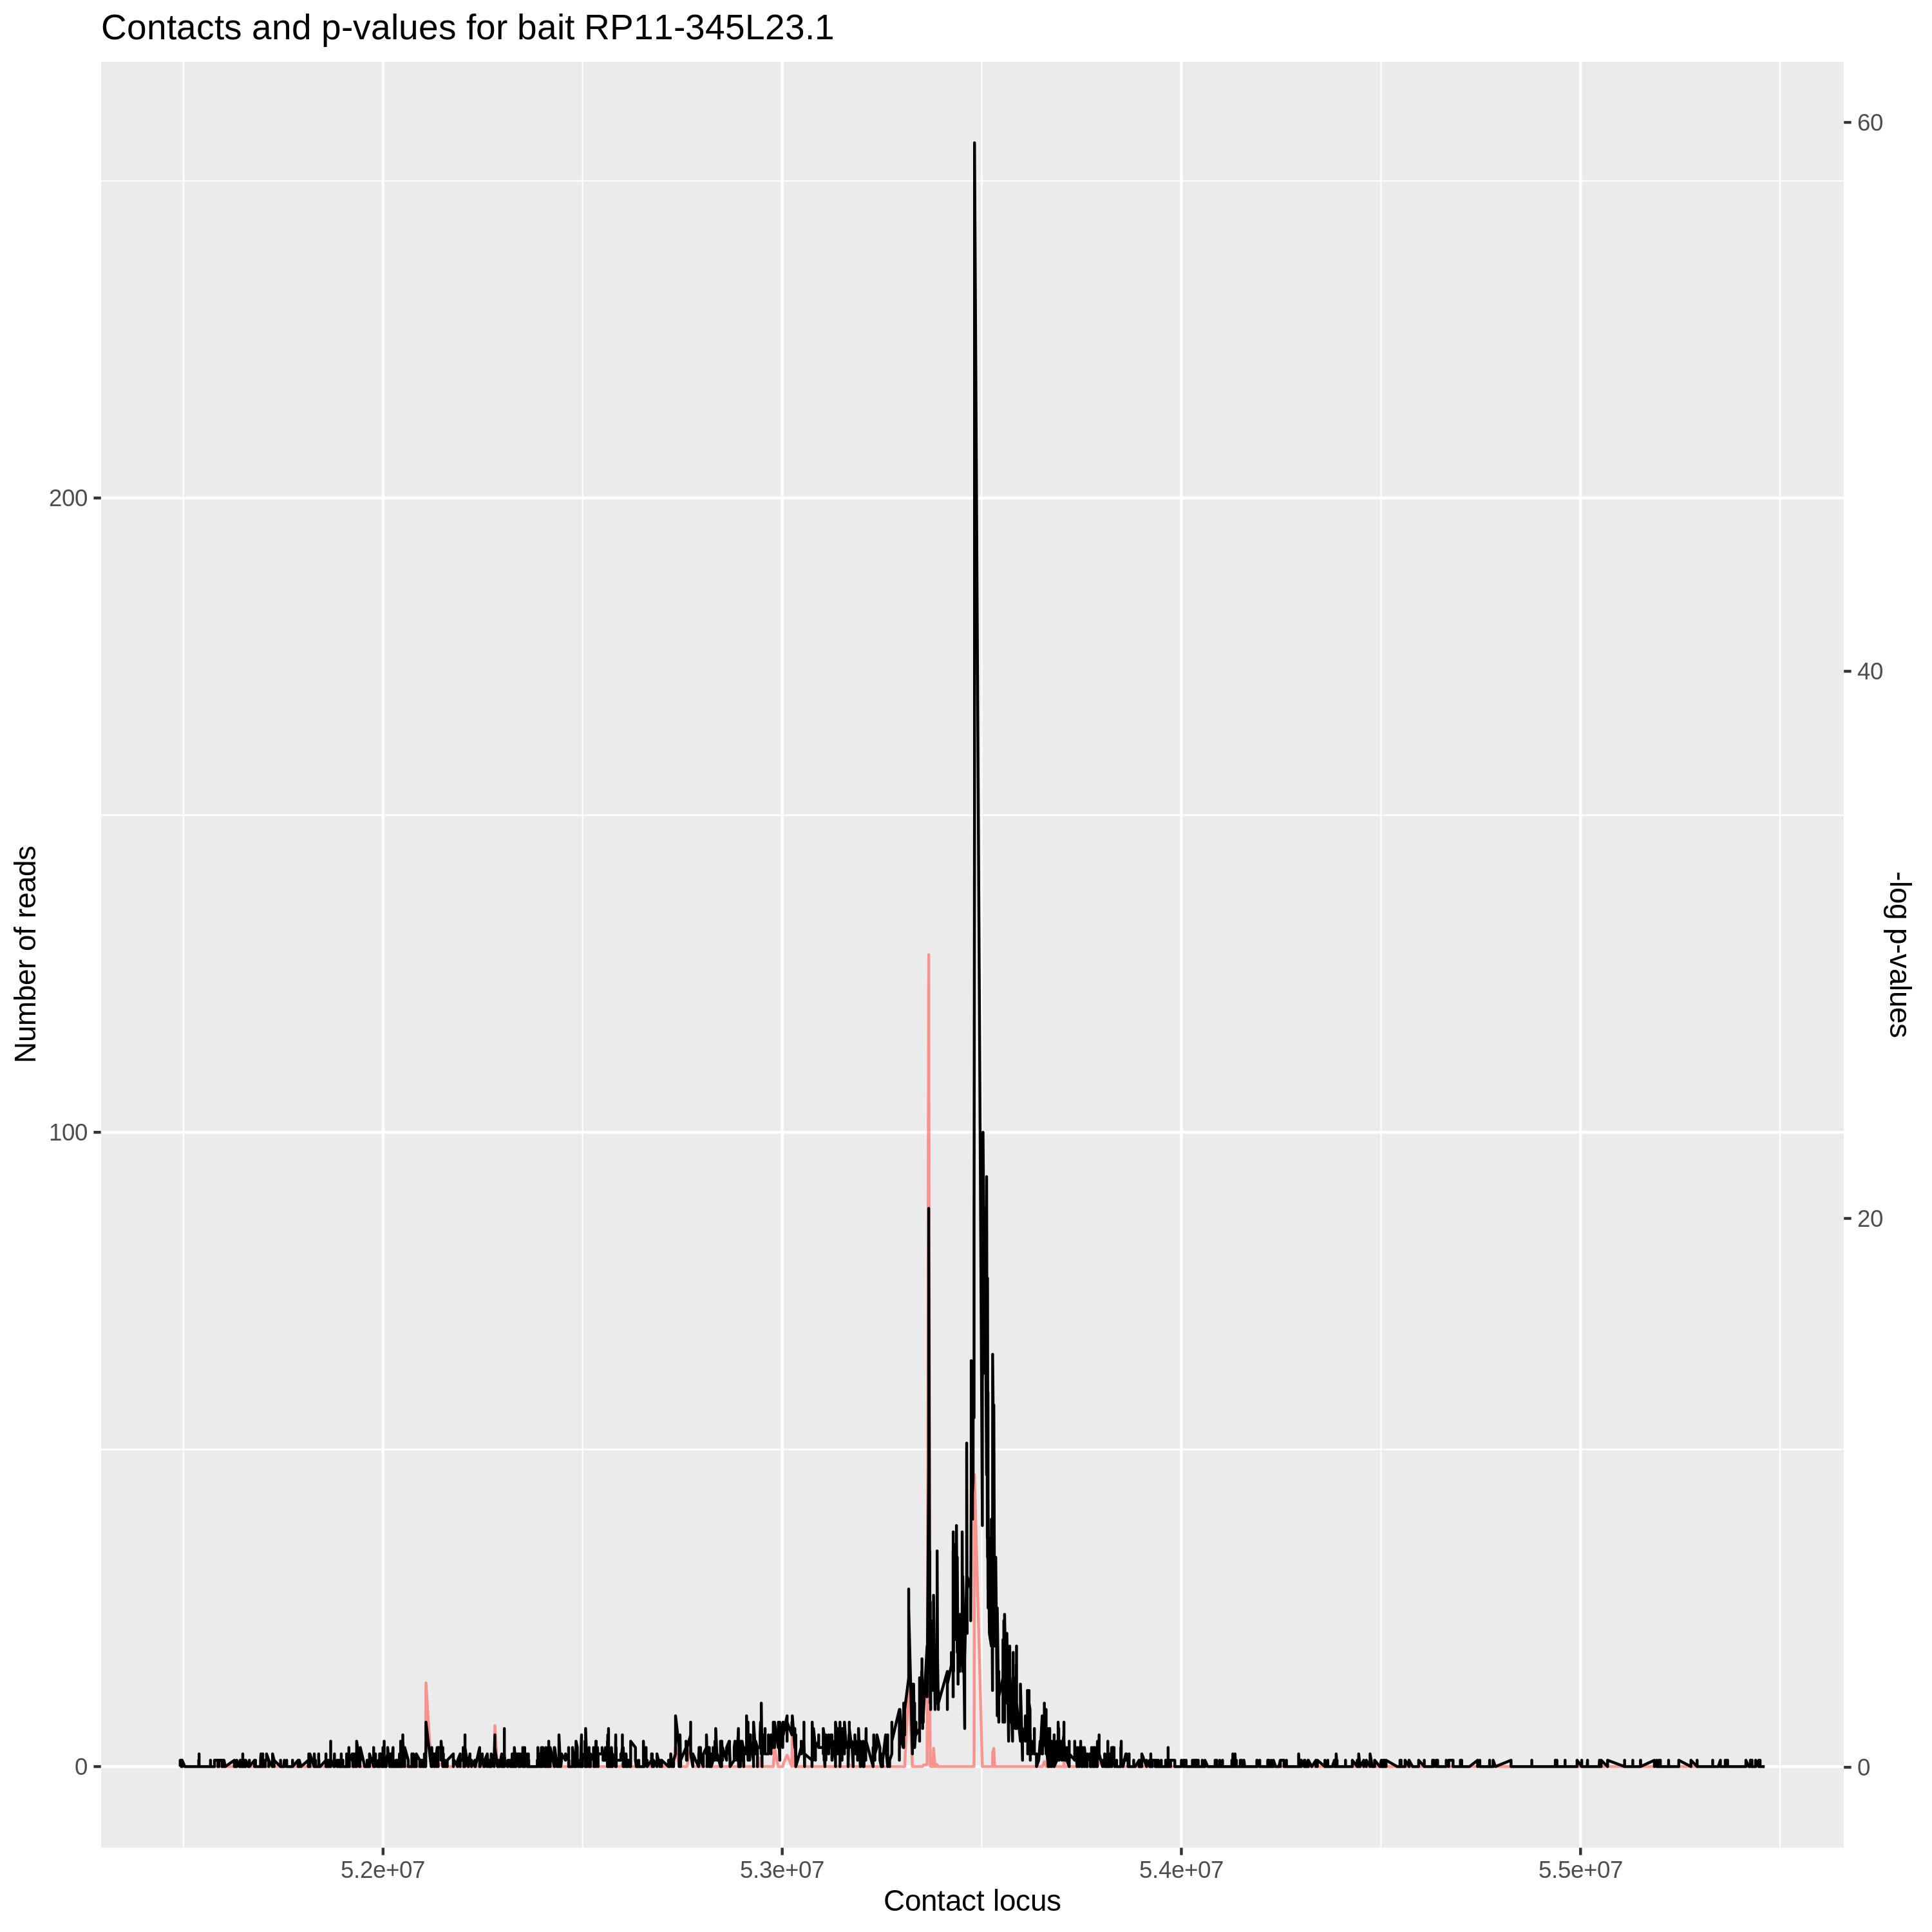 Contacts and p-values for bait RP11-345L23.1
Number of reads
200
100
0
60
40
20
0
-log p-values
5.2e+07 5.3e+07 5.4e+07 5.5e+07
Contact locus